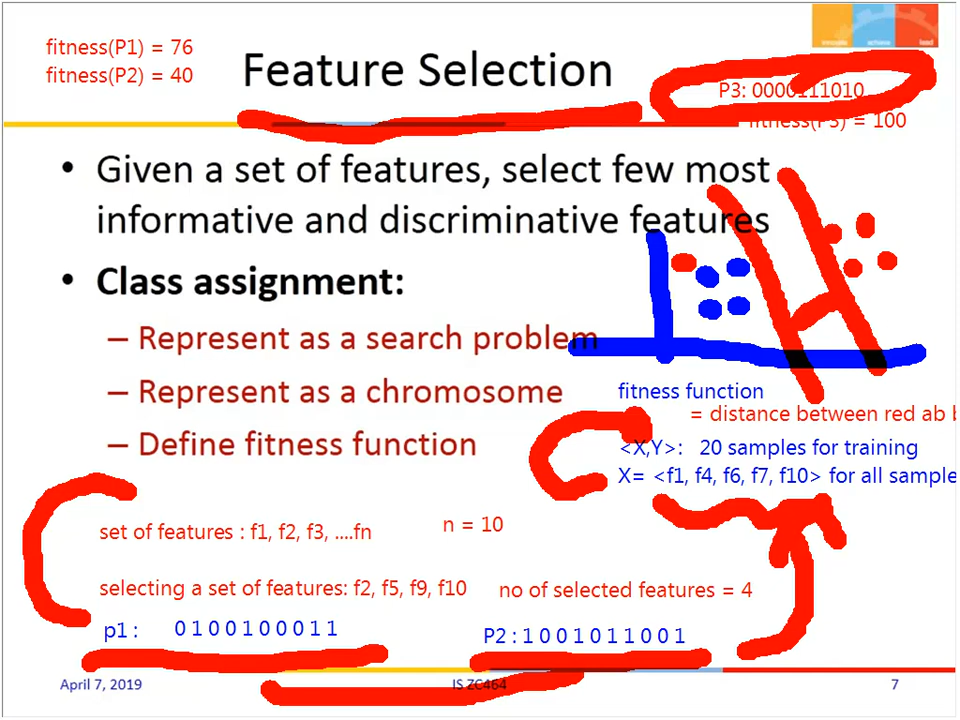 fitness(P1) = 76
fitness(P2) = 40
Feature Selection
P3: 0000111010
fitness(P3) = 100
• Given a set of features, select few most
informative and discriminative features
• Class assignment:
– Represent as a search problem
– Represent as a chromosome
– Define fitness function
fitness function
= distance between red ab b
<X,Y>: 20 samples for training
X= <f1, f4, f6, f7, f10> for all sample
set of features : f1, f2, f3, ....fn
n = 10
selecting a set of features: f2, f5, f9, f10
no of selected features = 4
p1 : 0 1 0 0 1 0 0 0 1 1
P2 : 1 0 0 1 0 1 1 0 0 1
April 7, 2019
IS ZC464
7